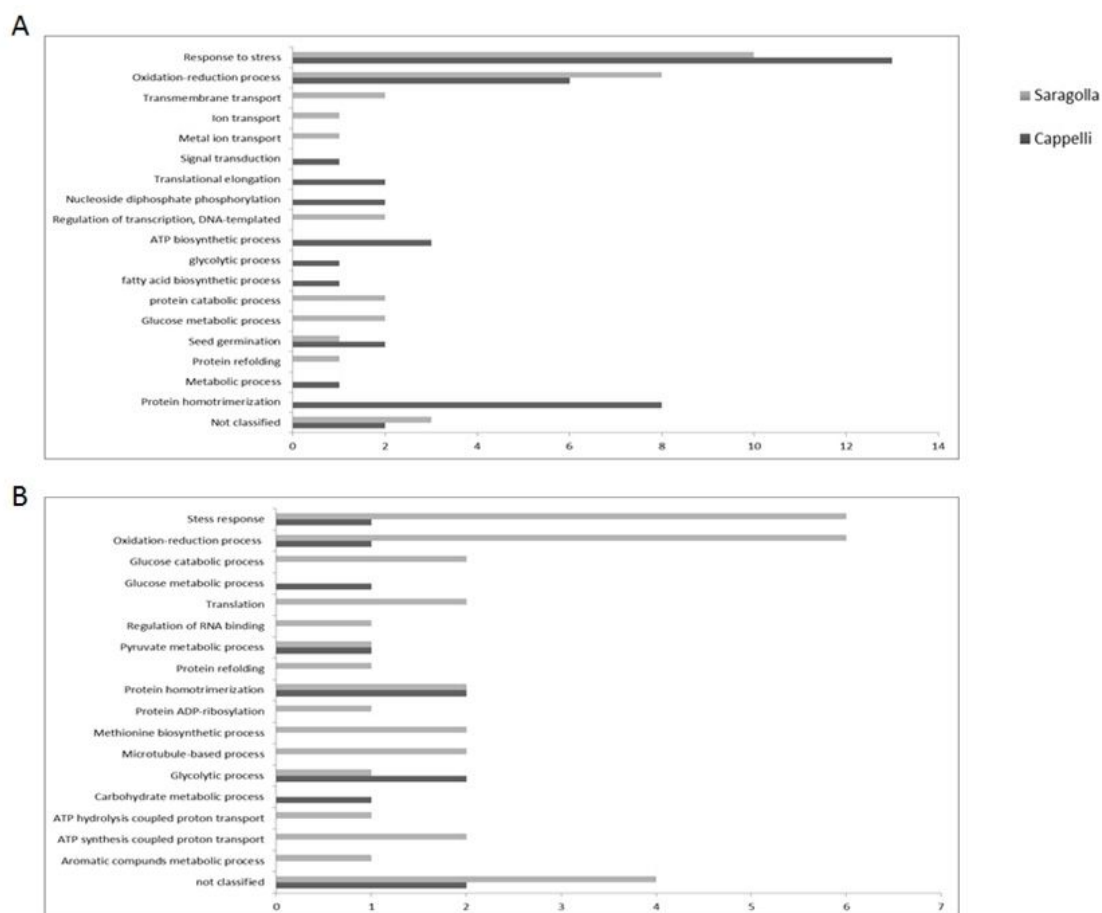 A
Response to stress
Oxidation-reduction process
Transmembrane transport
Ion transport
Metal ion transport
Signal transduction
Translational elongation
Nucleoside diphosphate phosphorylation
Regulation of transcription, DNA-templated
ATP biosynthetic process
glycolytic process
fatty acid biosynthetic process
protein catabolic process
Glucose metabolic process
Seed germination
Protein refolding
Metabolic process
Protein homotrimerization
Not classified
0 2 4 6 8 10 12 14
Saragolla
Cappelli
B
Stess response
Oxidation-reduction process
Glucose catabolic process
Glucose metabolic process
Translation
Regulation of RNA binding
Pyruvate metabolic process
Protein refolding
Protein homotrimerization
Protein ADP-ribosylation
Methionine biosynthetic process
Microtubule-based process
Glycolytic process
Carbohydrate metabolic process
ATP hydrolysis coupled proton transport
ATP synthesis coupled proton transport
Aromatic compunds metabolic process
not classified
0 1 2 3 4 5 6 7